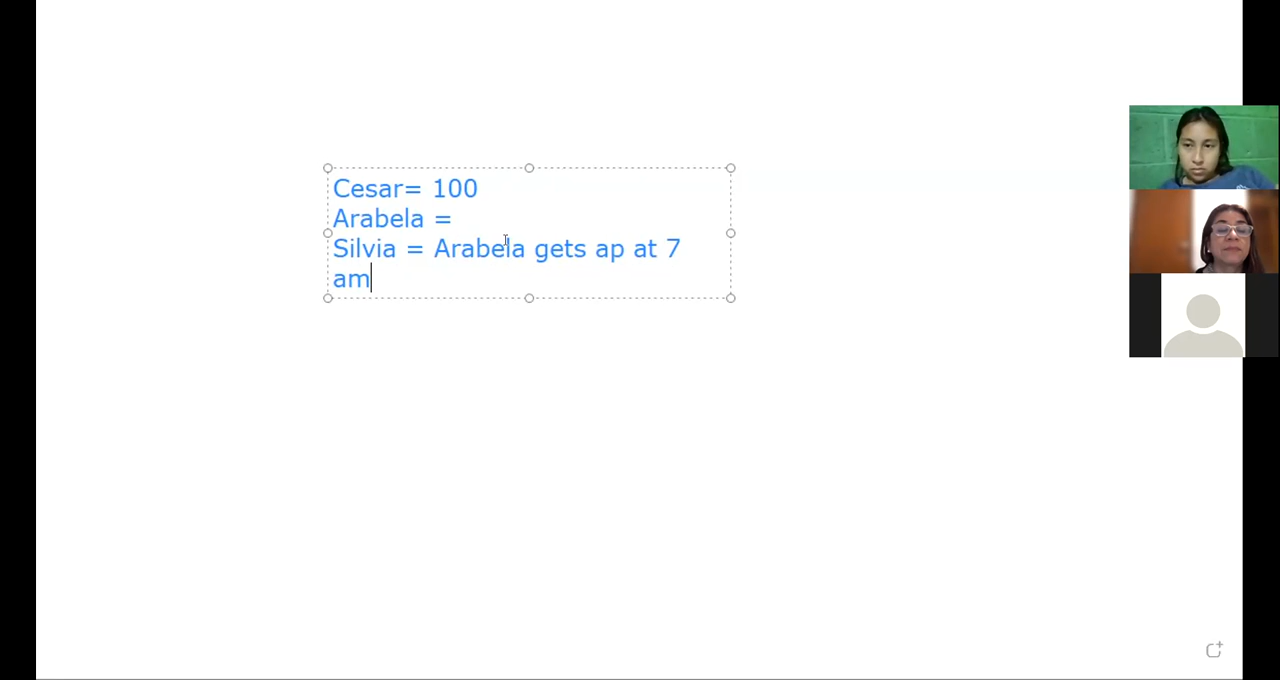 Cesar= 100
Arabela =
Silvia = Arabela gets ap at 7
am